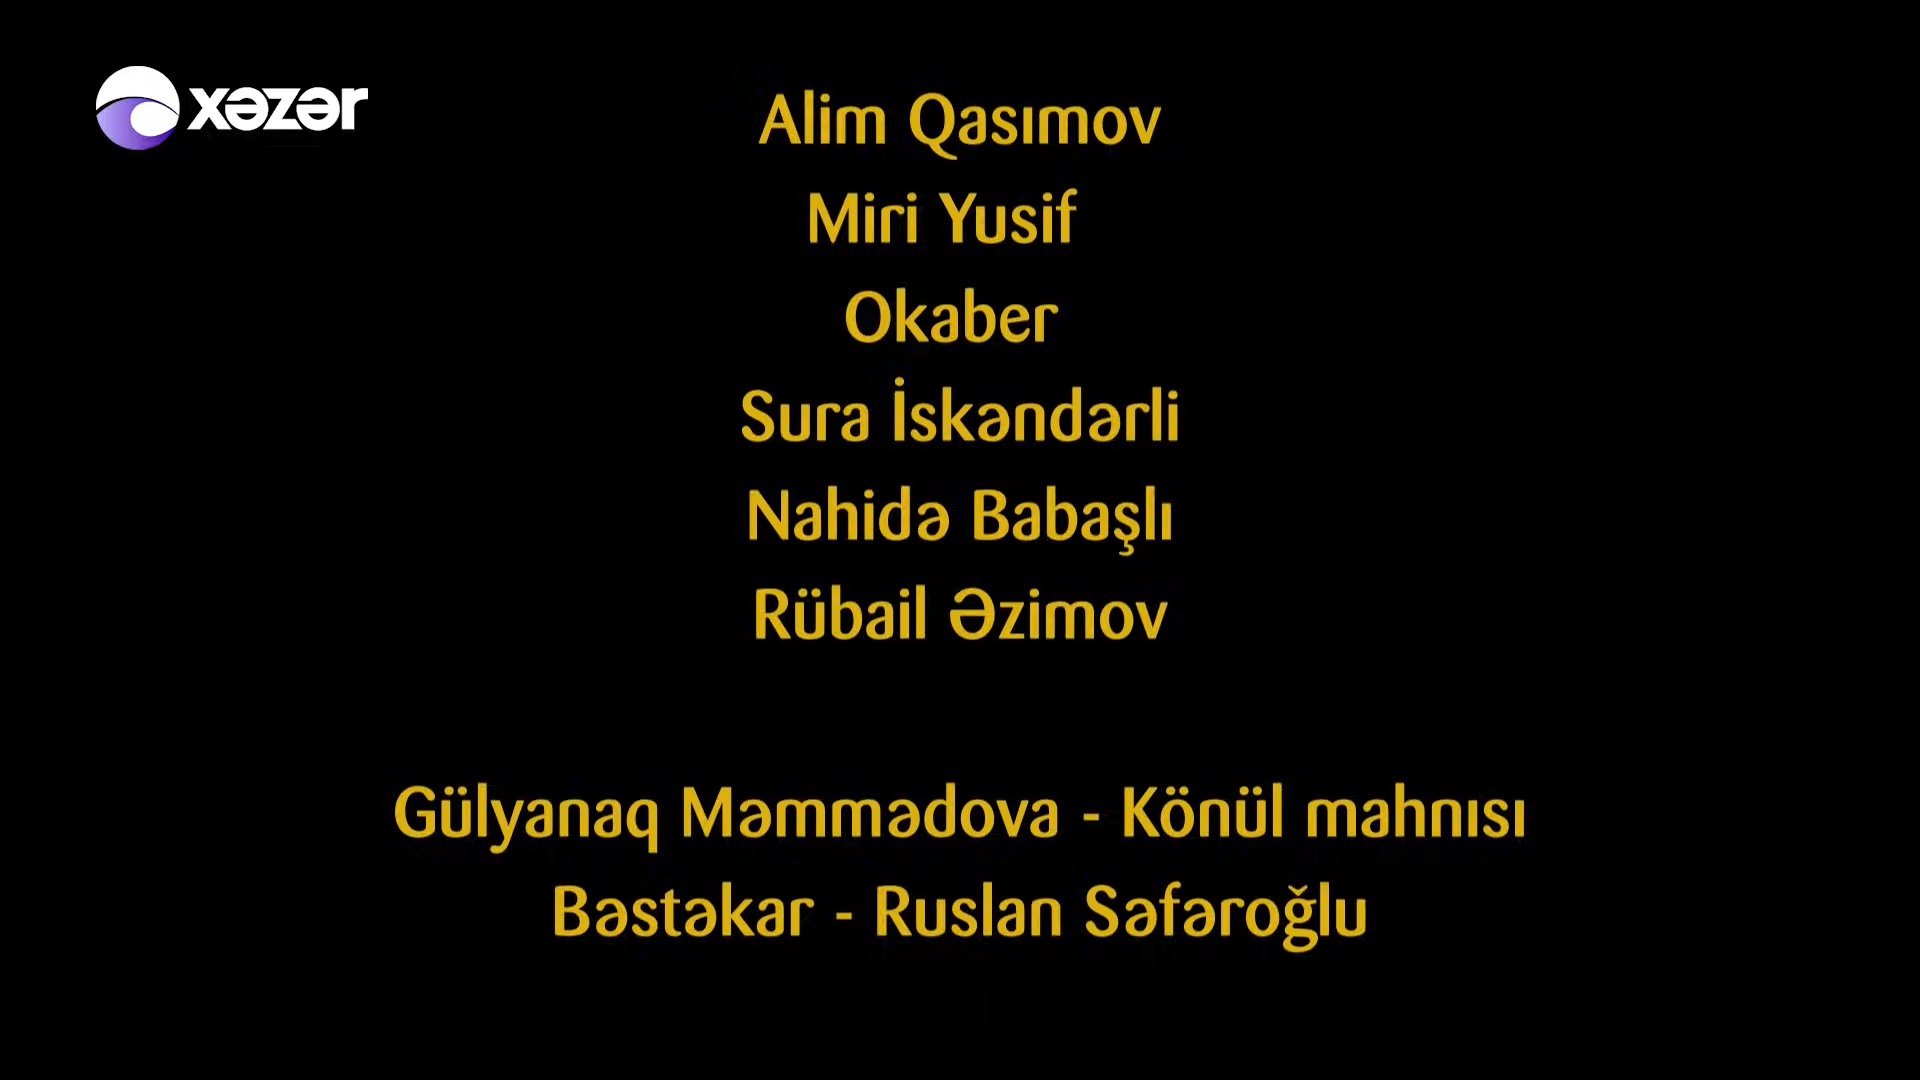 xəzər
Alim Qasımov
Miri Yusif
Okaber
Sura İskəndərli
Nahidə Babaşlı
Rübail Əzimov
Gülyanaq Məmmədova - Könül mahnısı
Bəstəkar - Ruslan Səfəroğlu